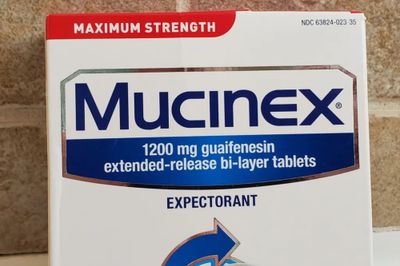 MAXIMUM STRENGTH
NDC 63824-023-35
MUCINEX®
1200 mg guaifenesin
extended-release bi-layer tablets
EXPECTORANT